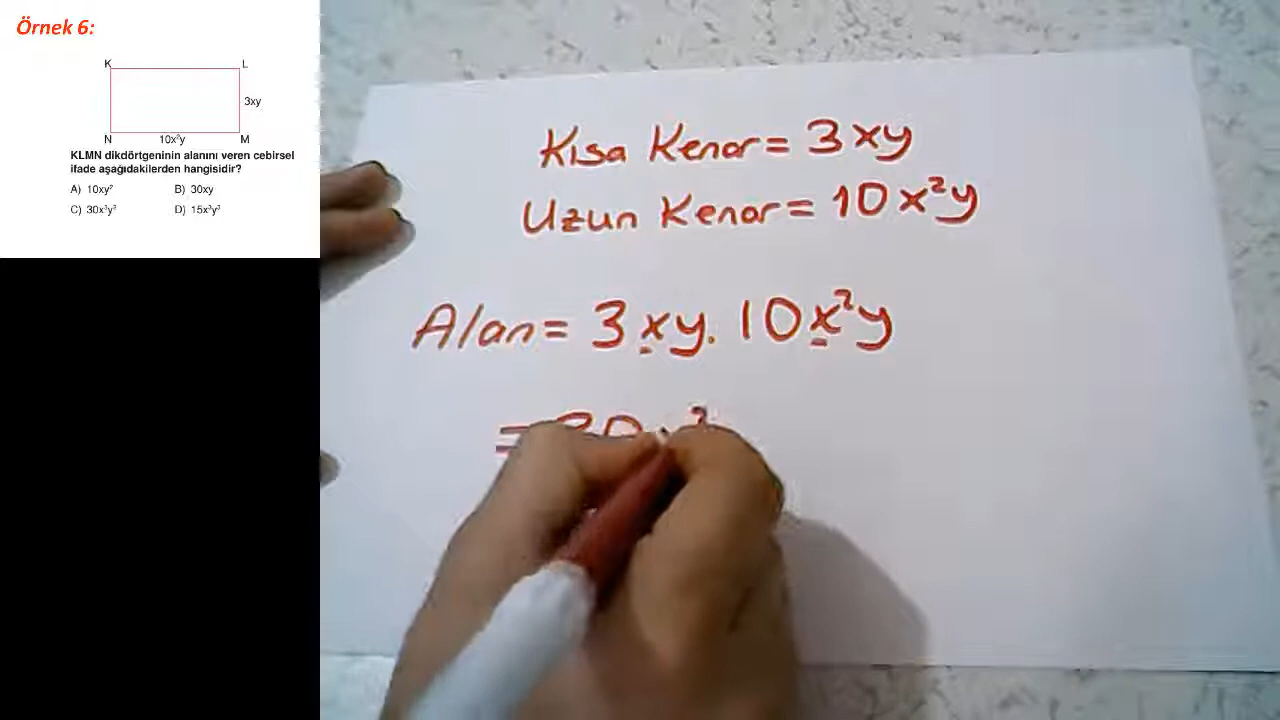 Örnek 6:
K
L
3xy
N
10x²y
M
KLMN dikdörtgeninin alanını veren cebirsel
ifade aşağıdakilerden hangisidir?
A) 10xy²
B) 30xy
C) 30x³y²
D) 15x³y²
Kısa Kenar = 3xy
Uzun Kenar = 10x²y
Alan = 3xy. 10x²y
=